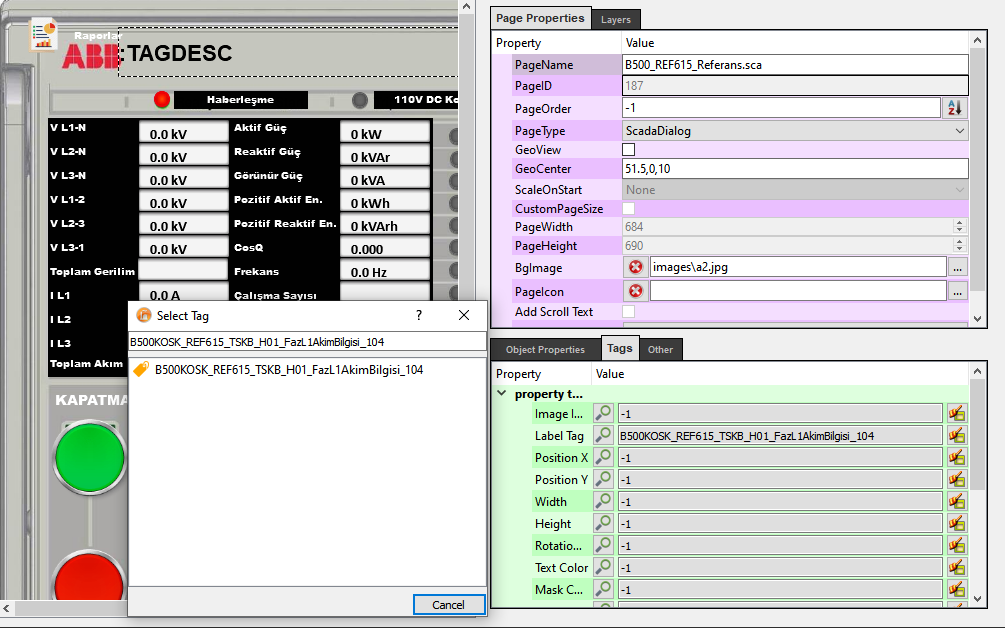 Raporlar
ABB
:TAGDESC
Haberleşme
110V DC Ko
V L1-N 0.0 kV Aktif Güç 0 kW
V L2-N 0.0 kV Reaktif Güç 0 kVAr
V L3-N 0.0 kV Görünür Güç 0 kVA
V L1-2 0.0 kV Pozitif Aktif En. 0 kWh
V L2-3 0.0 kV Pozitif Reaktif En. 0 kVArh
V L3-1 0.0 kV CosQ 0.000
Toplam Gerilim Frekans 0.0 Hz
I L1 0.0 A Çalışma Sayısı
I L2
I L3
Toplam Akım
KAPATMA
Select Tag
?
B500KOSK_REF615_TSKB_H01_FazL1AkimBilgisi_104
B500KOSK_REF615_TSKB_H01_FazL1AkimBilgisi_104
Cancel
Page Properties Layers
Property Value
PageName B500_REF615_Referans.sca
PageID 187
PageOrder -1
PageType ScadaDialog
GeoView
GeoCenter 51.5,0,10
ScaleOnStart None
CustomPageSize
PageWidth 684
PageHeight 690
BgImage images\a2.jpg ...
PageIcon ...
Add Scroll Text
Object Properties Tags Other
Property Value
property t...
Image I... -1
Label Tag B500KOSK_REF615_TSKB_H01_FazL1AkimBilgisi_104
Position X -1
Position Y -1
Width -1
Height -1
Rotatio... -1
Text Color -1
Mask C... -1